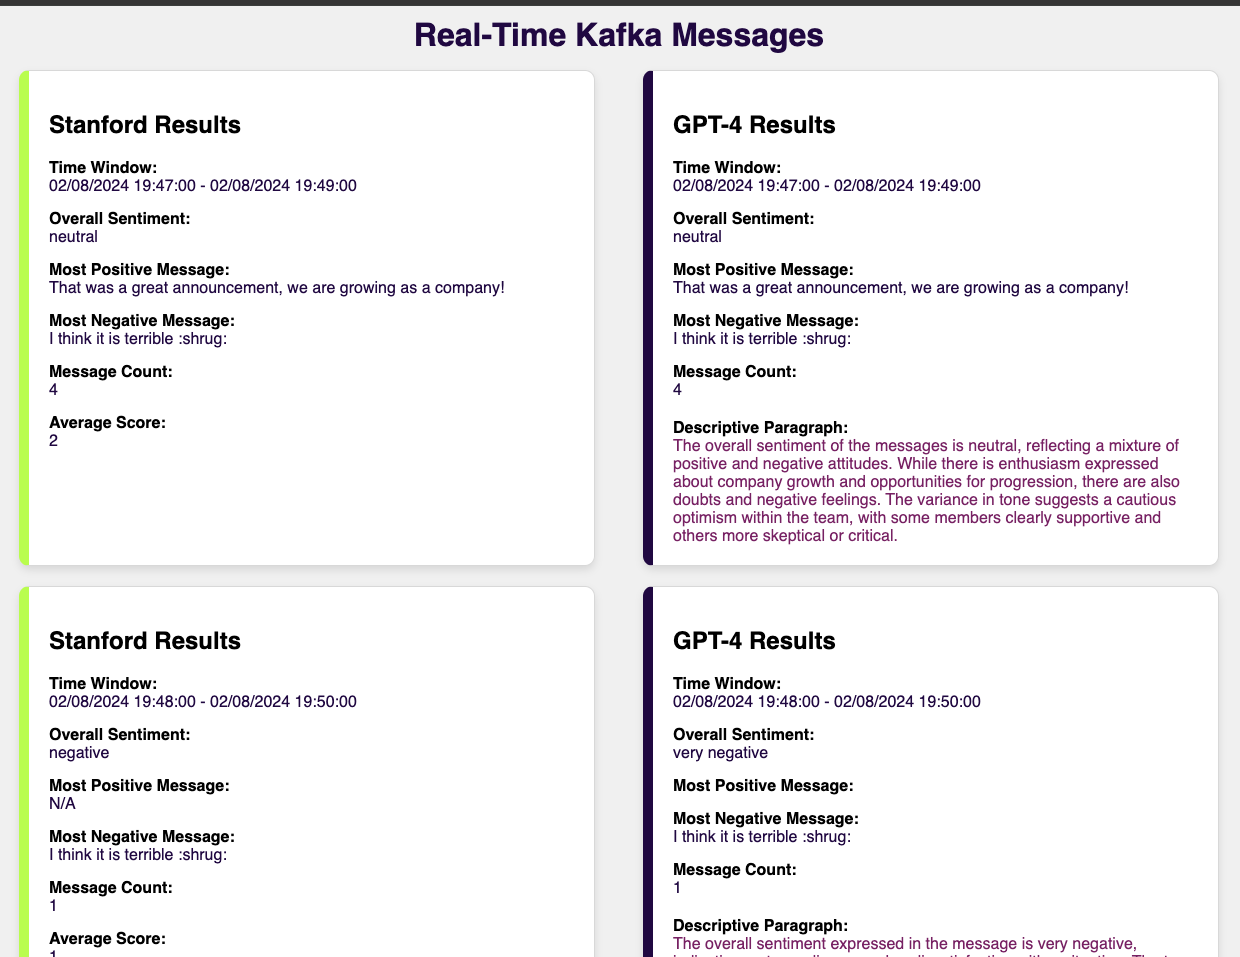 Real-Time Kafka Messages
Stanford Results
Time Window:
02/08/2024 19:47:00 - 02/08/2024 19:49:00
Overall Sentiment:
neutral
Most Positive Message:
That was a great announcement, we are growing as a company!
Most Negative Message:
I think it is terrible :shrug:
Message Count:
4
Average Score:
2
GPT-4 Results
Time Window:
02/08/2024 19:47:00 - 02/08/2024 19:49:00
Overall Sentiment:
neutral
Most Positive Message:
That was a great announcement, we are growing as a company!
Most Negative Message:
I think it is terrible :shrug:
Message Count:
4
Descriptive Paragraph:
The overall sentiment of the messages is neutral, reflecting a mixture of
positive and negative attitudes. While there is enthusiasm expressed
about company growth and opportunities for progression, there are also
doubts and negative feelings. The variance in tone suggests a cautious
optimism within the team, with some members clearly supportive and
others more skeptical or critical.
Stanford Results
Time Window:
02/08/2024 19:48:00 - 02/08/2024 19:50:00
Overall Sentiment:
negative
Most Positive Message:
N/A
Most Negative Message:
I think it is terrible :shrug:
Message Count:
1
Average Score:
1
GPT-4 Results
Time Window:
02/08/2024 19:48:00 - 02/08/2024 19:50:00
Overall Sentiment:
very negative
Most Positive Message:
Most Negative Message:
I think it is terrible :shrug:
Message Count:
1
Descriptive Paragraph:
The overall sentiment expressed in the message is very negative,